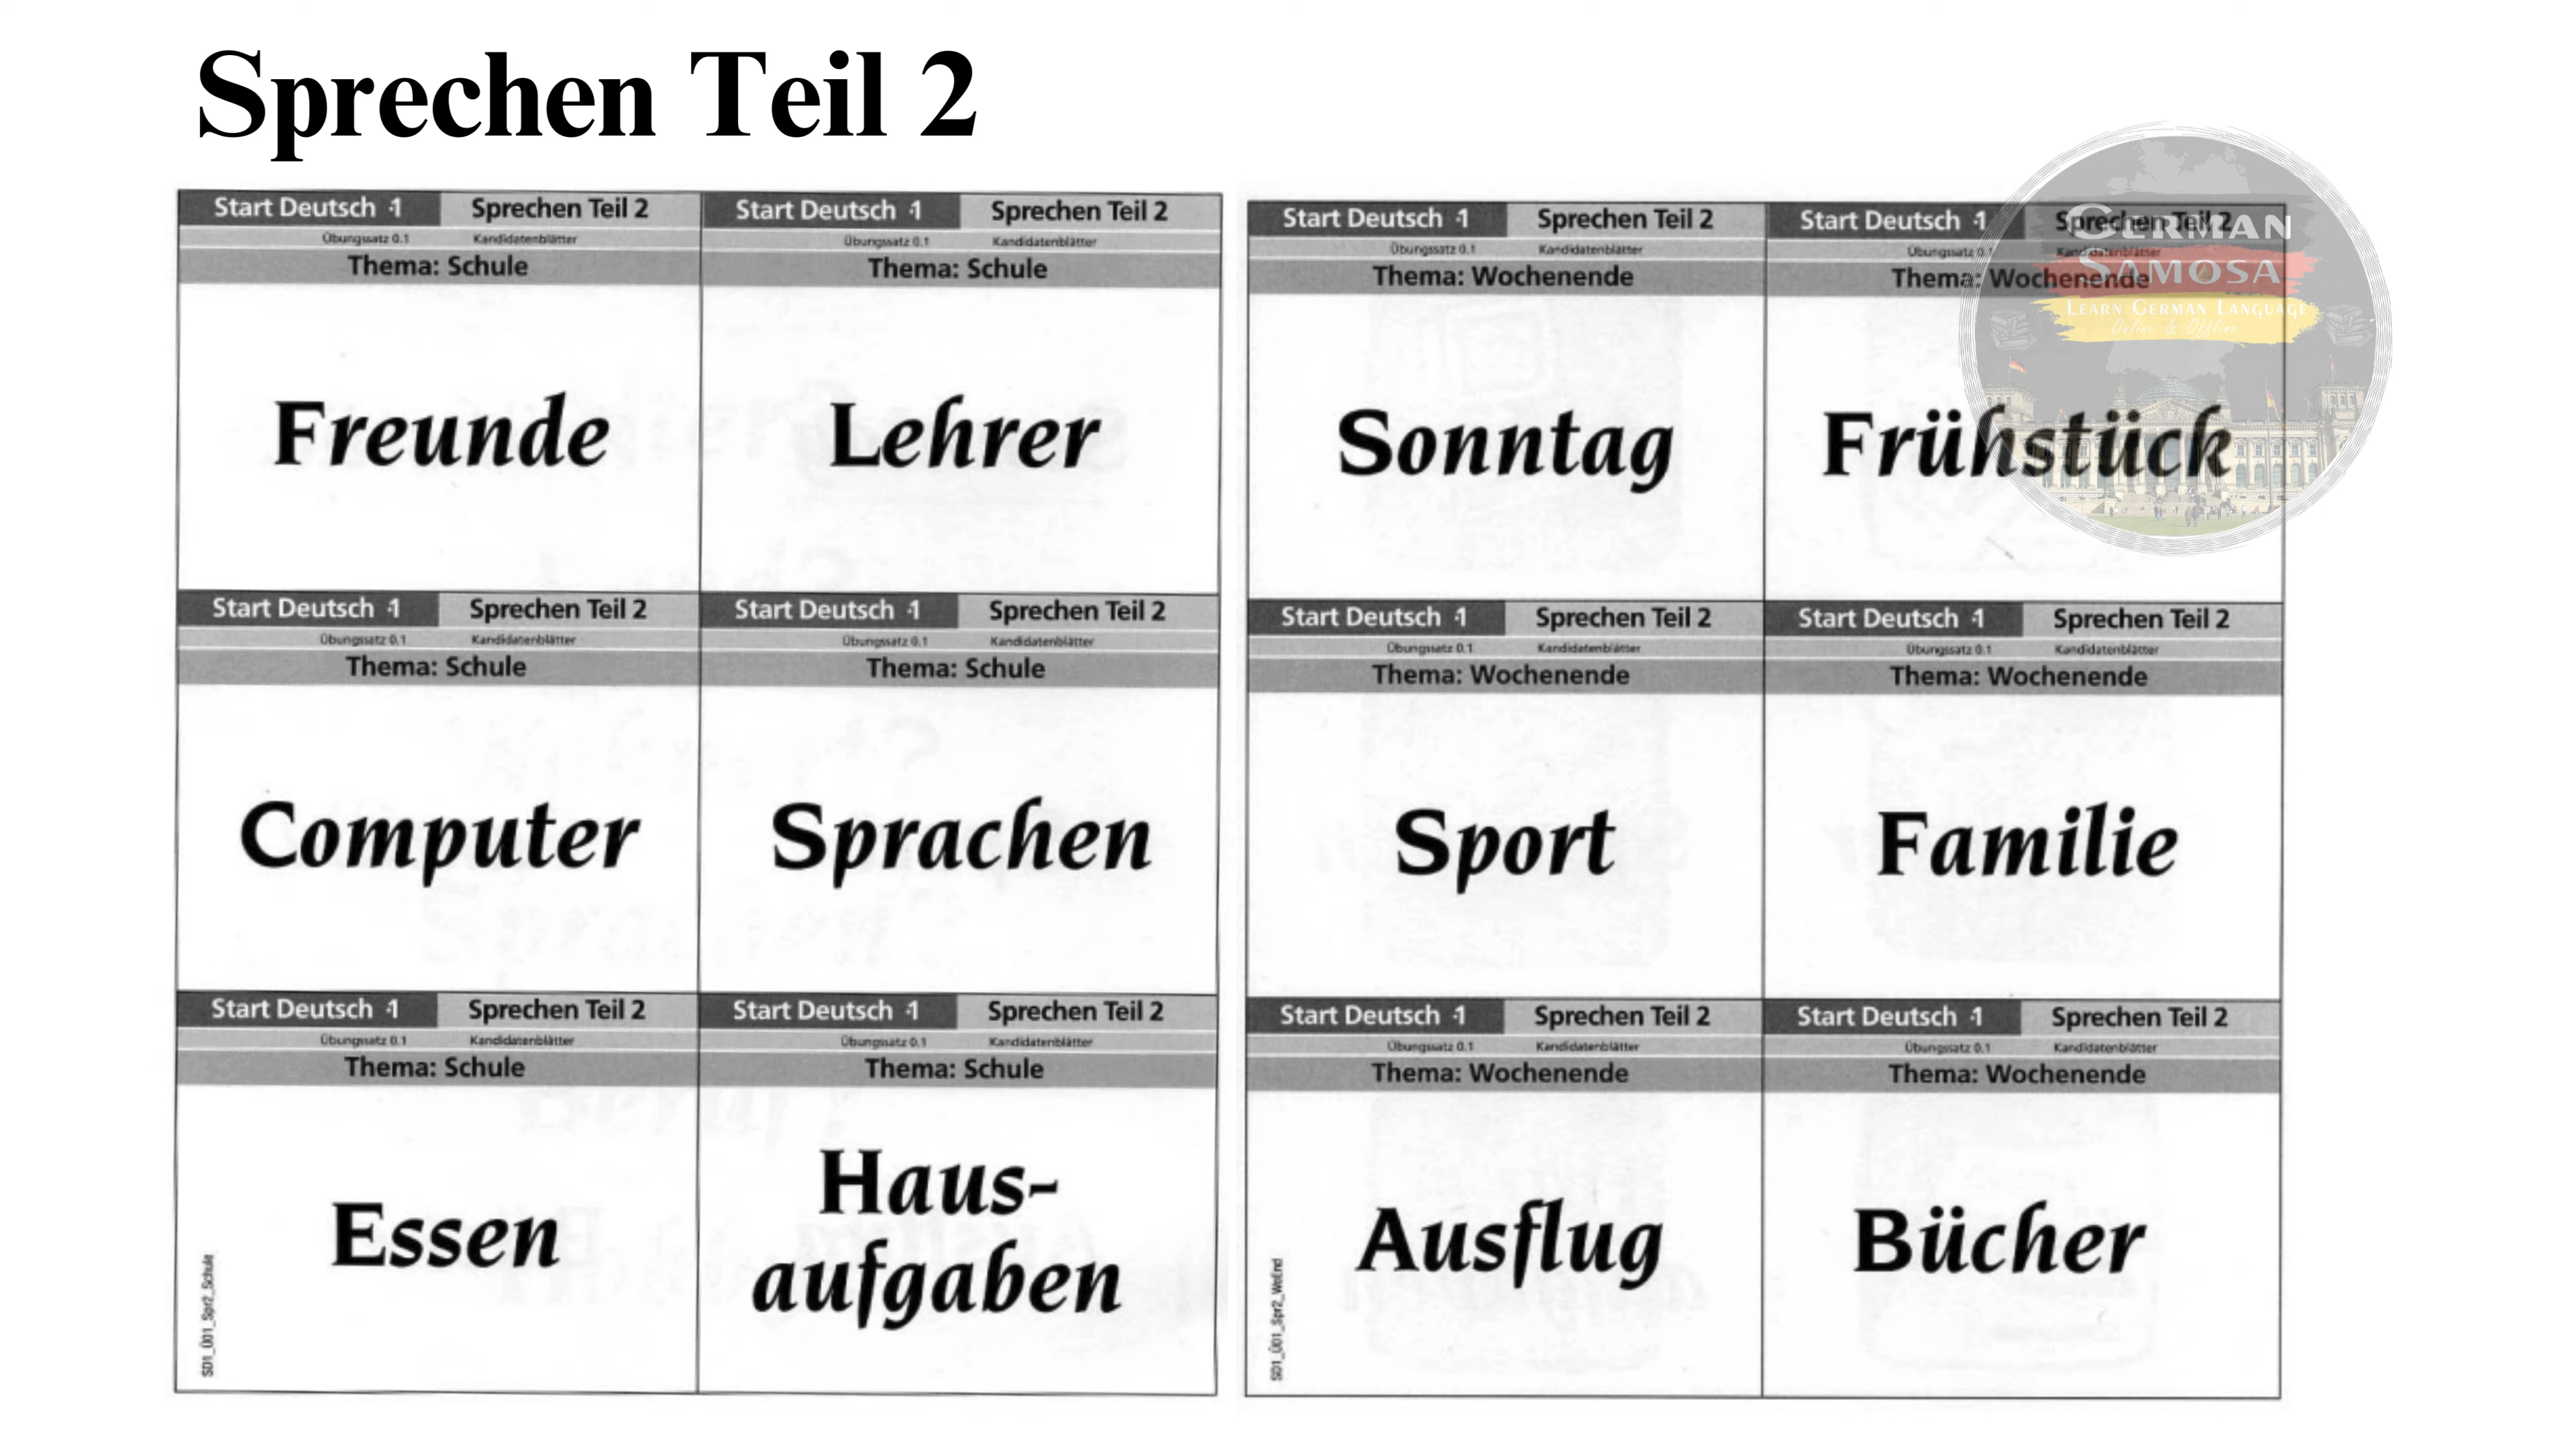 Sprechen Teil 2
Start Deutsch 1 Sprechen Teil 2
Übungssatz 0.1 Kandidatenblätter
Thema: Schule
Freunde
Start Deutsch 1 Sprechen Teil 2
Übungssatz 0.1 Kandidatenblätter
Thema: Schule
Lehrer
Start Deutsch 1 Sprechen Teil 2
Übungssatz 0.1 Kandidatenblätter
Thema: Schule
Computer
Start Deutsch 1 Sprechen Teil 2
Übungssatz 0.1 Kandidatenblätter
Thema: Schule
Sprachen
Start Deutsch 1 Sprechen Teil 2
Übungssatz 0.1 Kandidatenblätter
Thema: Schule
Essen
SD1_Ü01_Spr2_Schule
Start Deutsch 1 Sprechen Teil 2
Übungssatz 0.1 Kandidatenblätter
Thema: Schule
Haus-
aufgaben
Start Deutsch 1 Sprechen Teil 2
Übungssatz 0.1 Kandidatenblätter
Thema: Wochenende
Sonntag
Start Deutsch 1 Sprechen Teil 2
Übungssatz 0.1 Kandidatenblätter
Thema: Wochenende
Frühstück
German
Samosa
Learn German Language
Online & Offline
Start Deutsch 1 Sprechen Teil 2
Übungssatz 0.1 Kandidatenblätter
Thema: Wochenende
Sport
Start Deutsch 1 Sprechen Teil 2
Übungssatz 0.1 Kandidatenblätter
Thema: Wochenende
Familie
Start Deutsch 1 Sprechen Teil 2
Übungssatz 0.1 Kandidatenblätter
Thema: Wochenende
Ausflug
SD1_Ü01_Spr2_WoEnd
Start Deutsch 1 Sprechen Teil 2
Übungssatz 0.1 Kandidatenblätter
Thema: Wochenende
Bücher